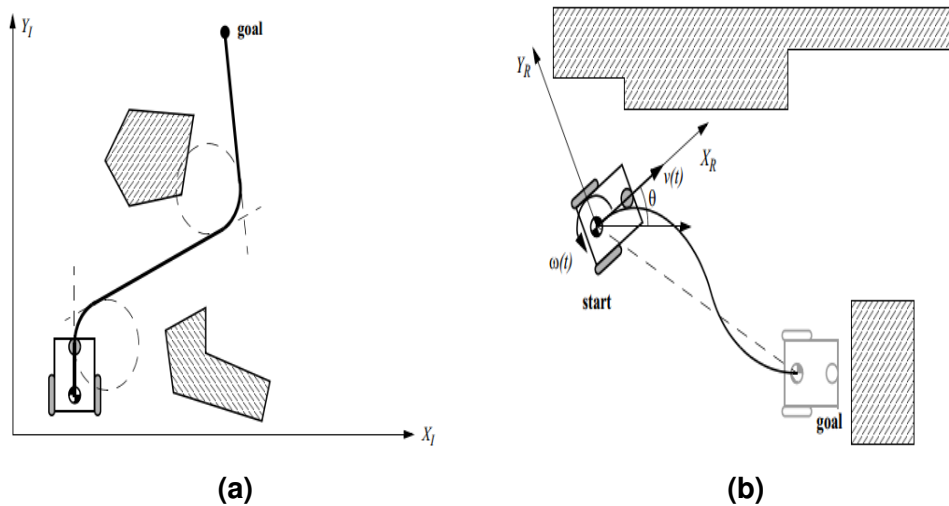 Y_I
goal
X_I
(a)
Y_R
X_R
v(t)
θ
ω(t)
start
goal
(b)